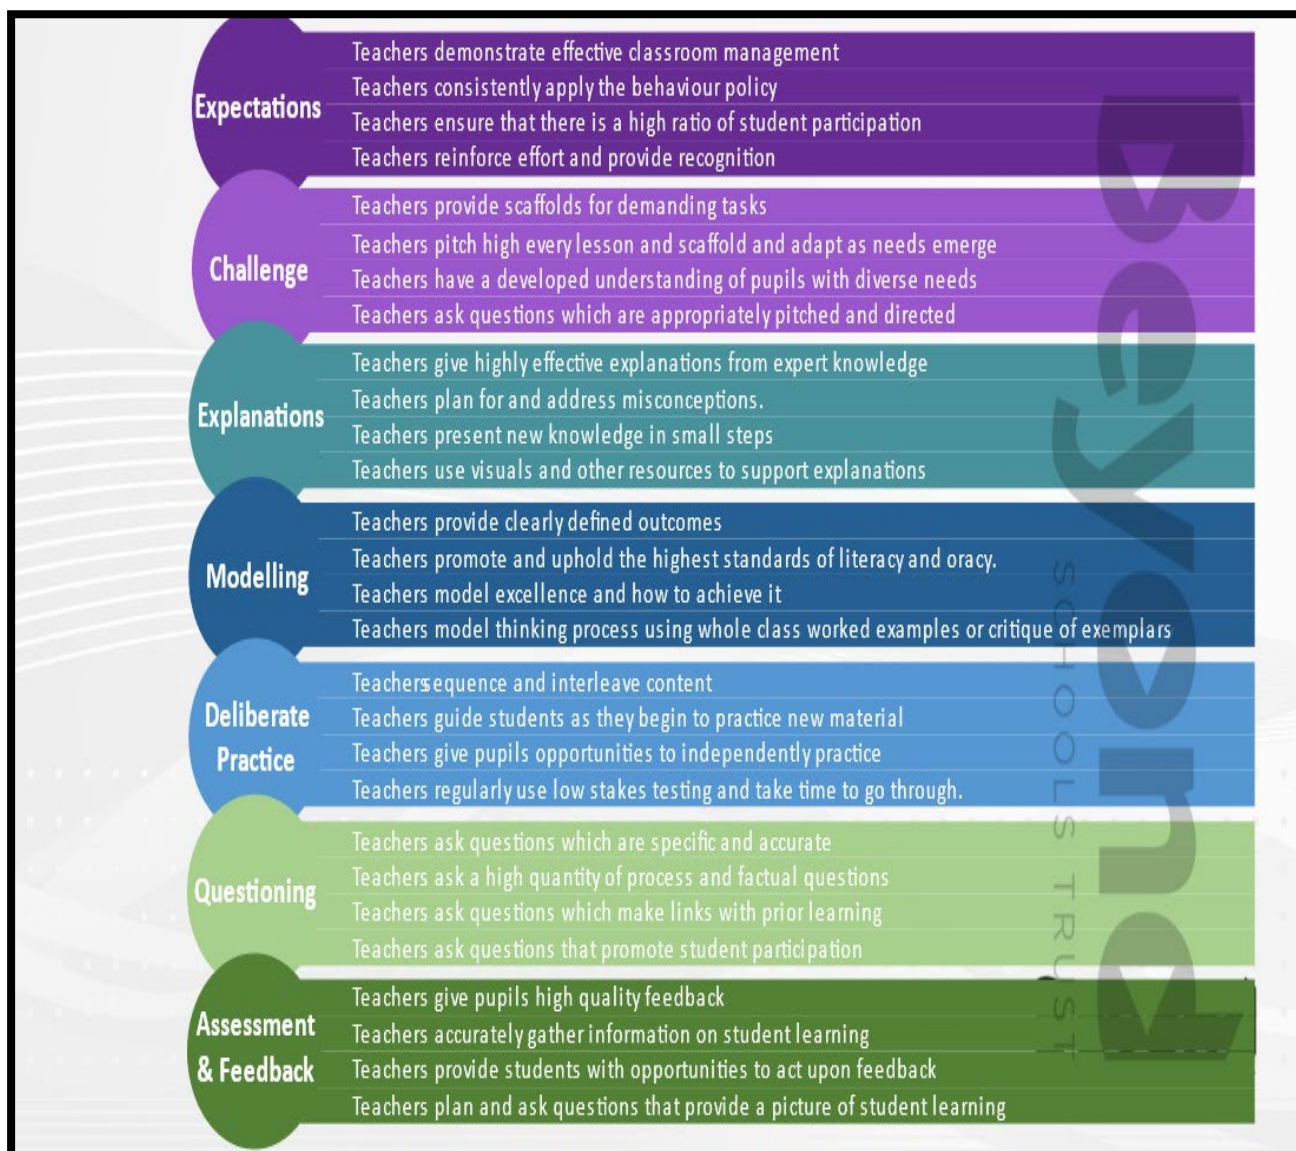 Expectations
Teachers demonstrate effective classroom management
Teachers consistently apply the behaviour policy
Teachers ensure that there is a high ratio of student participation
Teachers reinforce effort and provide recognition
Challenge
Teachers provide scaffolds for demanding tasks
Teachers pitch high every lesson and scaffold and adapt as needs emerge
Teachers have a developed understanding of pupils with diverse needs
Teachers ask questions which are appropriately pitched and directed
Explanations
Teachers give highly effective explanations from expert knowledge
Teachers plan for and address misconceptions.
Teachers present new knowledge in small steps
Teachers use visuals and other resources to support explanations
Modelling
Teachers provide clearly defined outcomes
Teachers promote and uphold the highest standards of literacy and oracy.
Teachers model excellence and how to achieve it
Teachers model thinking process using whole class worked examples or critique of exemplars
Deliberate
Practice
Teacherssequence and interleave content
Teachers guide students as they begin to practice new material
Teachers give pupils opportunities to independently practice
Teachers regularly use low stakes testing and take time to go through.
Questioning
Teachers ask questions which are specific and accurate
Teachers ask a high quantity of process and factual questions
Teachers ask questions which make links with prior learning
Teachers ask questions that promote student participation
Assessment
& Feedback
Teachers give pupils high quality feedback
Teachers accurately gather information on student learning
Teachers provide students with opportunities to act upon feedback
Teachers plan and ask questions that provide a picture of student learning
Beyond
SCHOOLS TRUST